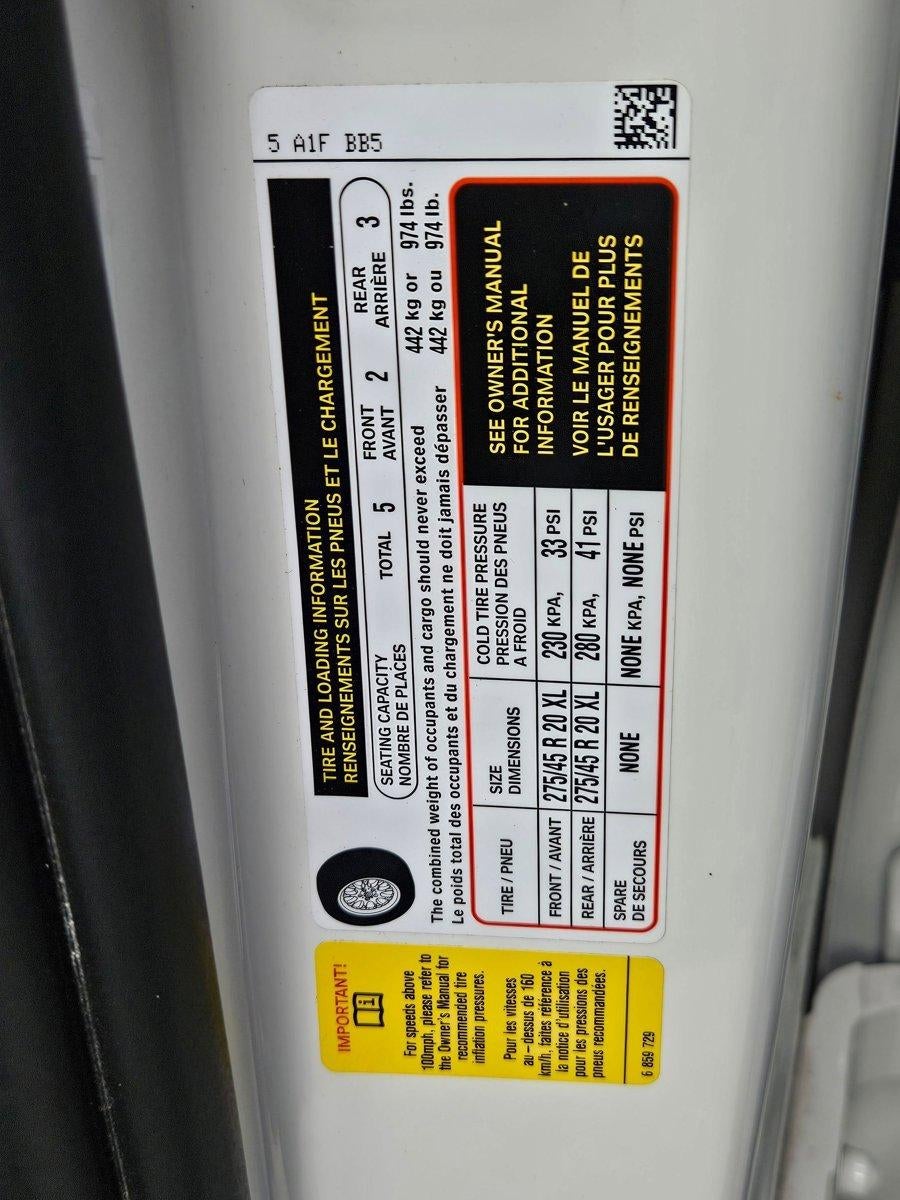 5 A1F BB5
TIRE AND LOADING INFORMATION
RENSEIGNEMENTS SUR LES PNEUS ET LE CHARGEMENT
SEATING CAPACITY TOTAL 5 FRONT 2 REAR 3
NOMBRE DE PLACES AVANT ARRIÈRE
The combined weight of occupants and cargo should never exceed 442 kg or 974 lbs.
Le poids total des occupants et du chargement ne doit jamais dépasser 442 kg ou 974 lb.
TIRE / PNEU
SIZE
DIMENSIONS
COLD TIRE PRESSURE
PRESSION DES PNEUS
A FROID
FRONT / AVANT 275/45 R 20 XL 230 KPA, 33 PSI
REAR / ARRIÈRE 275/45 R 20 XL 280 KPA, 41 PSI
SPARE
DE SECOURS
NONE NONE KPA, NONE PSI
SEE OWNER'S MANUAL
FOR ADDITIONAL
INFORMATION
VOIR LE MANUEL DE
L'USAGER POUR PLUS
DE RENSEIGNEMENTS
IMPORTANT!
For speeds above
100mph, please refer to
the Owner's Manual for
recommended tire
inflation pressures.
Pour les vitesses
au-dessus de 160
km/h, faites référence à
la notice d'utilisation
pour les pressions des
pneus recommandées.
6 859 729